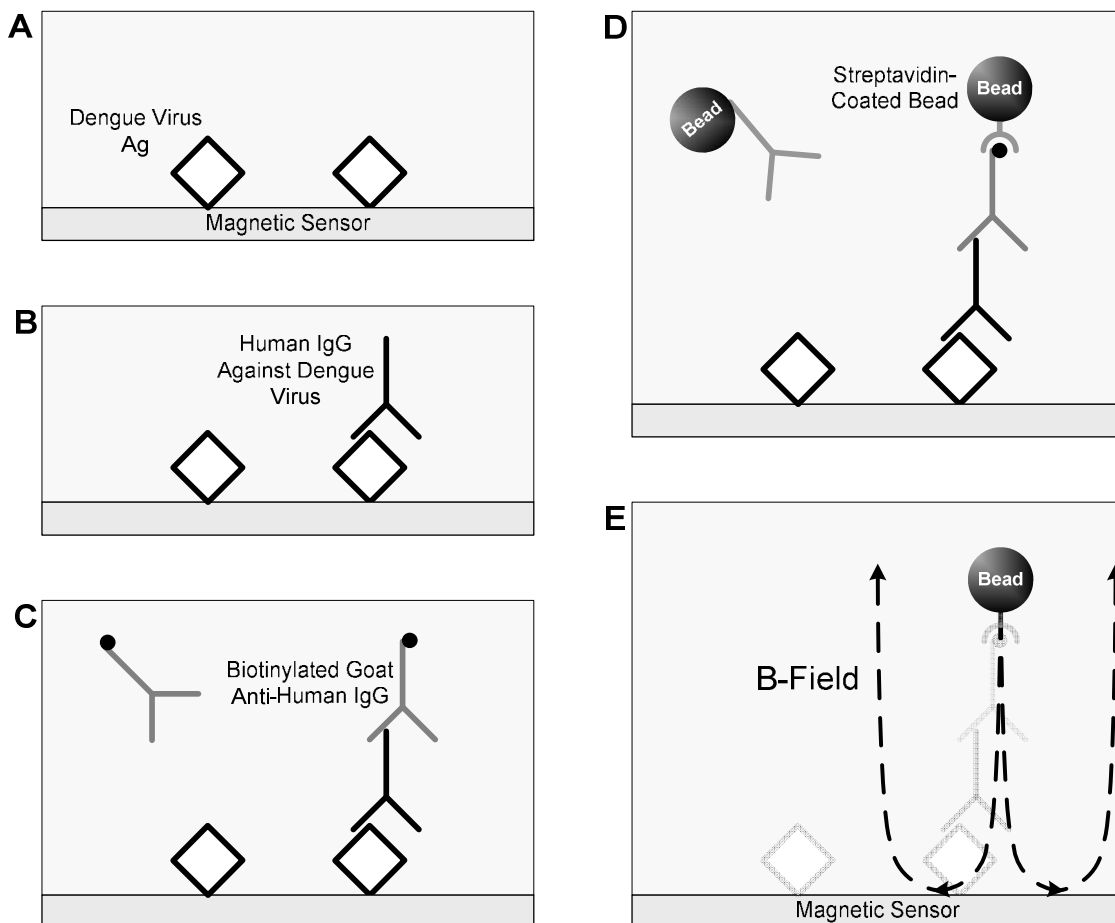 A
Dengue Virus
Ag
Magnetic Sensor
B
Human IgG
Against Dengue
Virus
C
Biotinylated Goat
Anti-Human IgG
D
Streptavidin-
Coated Bead
Bead
Bead
E
Bead
B-Field
Magnetic Sensor